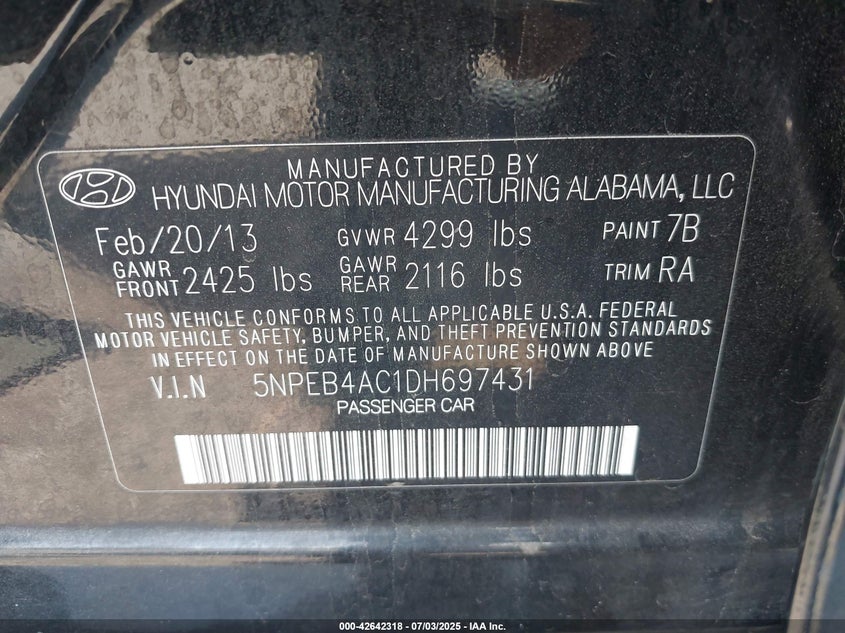 MANUFACTURED BY
HYUNDAI MOTOR MANUFACTURING ALABAMA, LLC
Feb/20/13 GVWR 4299 lbs PAINT 7B
GAWR FRONT 2425 lbs GAWR REAR 2116 lbs TRIM RA
THIS VEHICLE CONFORMS TO ALL APPLICABLE U.S.A. FEDERAL
MOTOR VEHICLE SAFETY, BUMPER, AND THEFT PREVENTION STANDARDS
IN EFFECT ON THE DATE OF MANUFACTURE SHOWN ABOVE
V.I.N 5NPEB4AC1DH697431
PASSENGER CAR
000-42642318 - 07/03/2025 - IAA Inc.